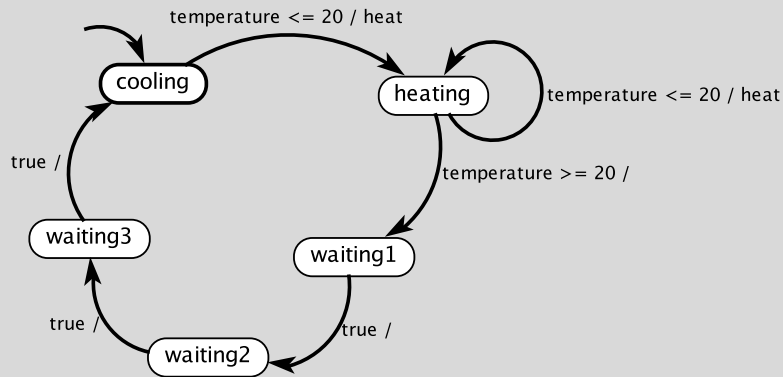 temperature <= 20 / heat
cooling
heating
temperature <= 20 / heat
true /
temperature >= 20 /
waiting3
waiting1
true /
true /
waiting2